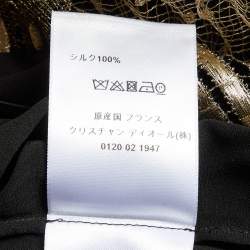 シルク100%
原産国 フランス
クリスチャン ディオール(株)
0120 02 1947